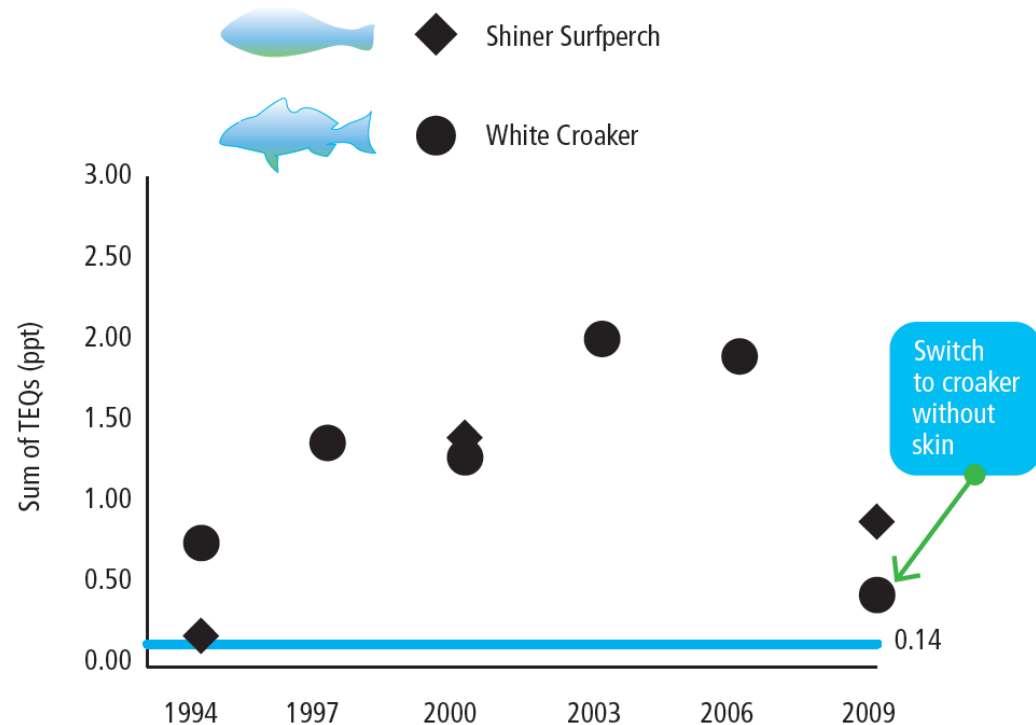 Shiner Surfperch
White Croaker
Sum of TEQs (ppt)
3.00
2.50
2.00
1.50
1.00
0.50
0.00
Switch
to croaker
without
skin
0.14
1994 1997 2000 2003 2006 2009